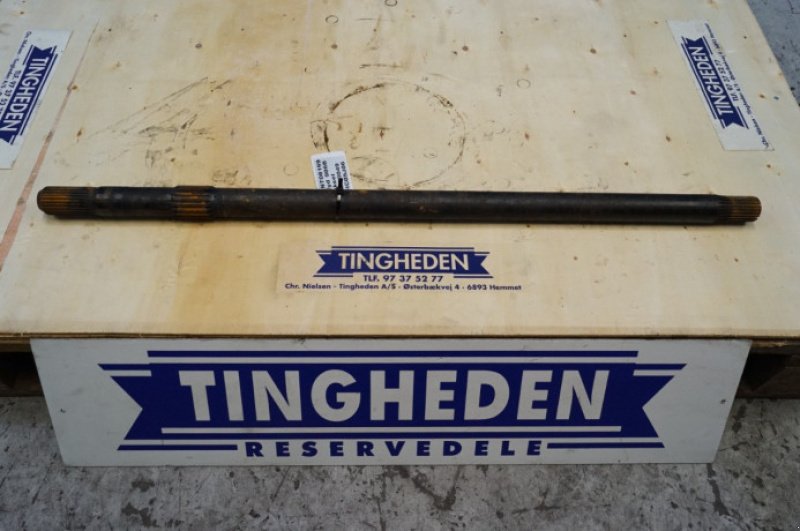 TINGHEDEN
TINGHEDEN
TINGHEDEN
TLF. 97 37 52 77
Chr. Nielsen - Tingheden A/S - Østerbækvej 4 - 6893 Hemmet
TINGHEDEN
RESERVEDELE